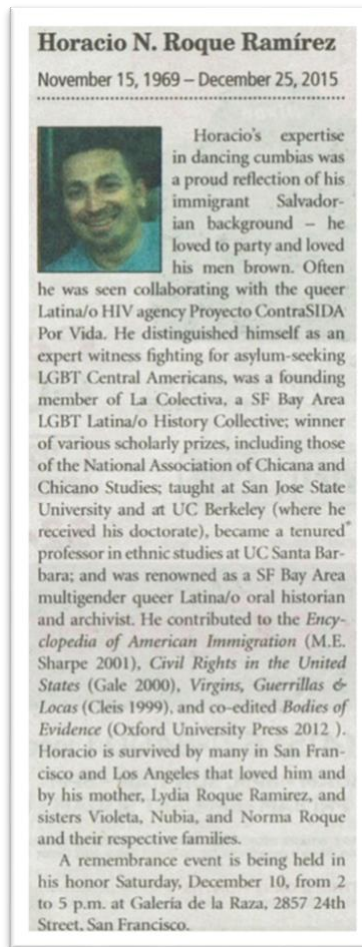 Horacio N. Roque Ramírez
November 15, 1969 – December 25, 2015
Horacio's expertise
in dancing cumbias was
a proud reflection of his
immigrant Salvador-
ian background – he
loved to party and loved
his men brown. Often
he was seen collaborating with the queer
Latina/o HIV agency Proyecto ContraSIDA
Por Vida. He distinguished himself as an
expert witness fighting for asylum-seeking
LGBT Central Americans, was a founding
member of La Colectiva, a SF Bay Area
LGBT Latina/o History Collective; winner
of various scholarly prizes, including those
of the National Association of Chicana and
Chicano Studies; taught at San Jose State
University and at UC Berkeley (where he
received his doctorate), became a tenured
professor in ethnic studies at UC Santa Bar-
bara; and was renowned as a SF Bay Area
multigender queer Latina/o oral historian
and archivist. He contributed to the Ency-
clopedia of American Immigration (M.E.
Sharpe 2001), Civil Rights in the United
States (Gale 2000), Virgins, Guerrillas &
Locas (Cleis 1999), and co-edited Bodies of
Evidence (Oxford University Press 2012 ).
Horacio is survived by many in San Fran-
cisco and Los Angeles that loved him and
by his mother, Lydia Roque Ramirez, and
sisters Violeta, Nubia, and Norma Roque
and their respective families.
A remembrance event is being held in
his honor Saturday, December 10, from 2
to 5 p.m. at Galería de la Raza, 2857 24th
Street, San Francisco.